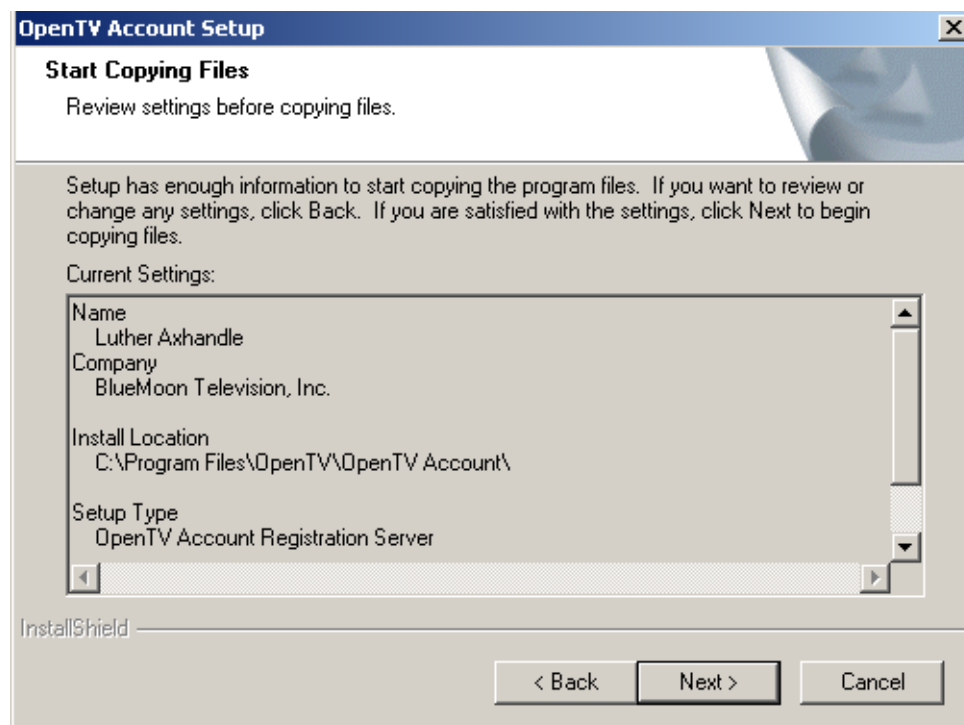 OpenTV Account Setup
Start Copying Files
Review settings before copying files.
Setup has enough information to start copying the program files.  If you want to review or
change any settings, click Back.  If you are satisfied with the settings, click Next to begin
copying files.
Current Settings:
Name
Luther Axhandle
Company
BlueMoon Television, Inc.
Install Location
C:\Program Files\OpenTV\OpenTV Account\
Setup Type
OpenTV Account Registration Server
InstallShield
< Back
Next >
Cancel